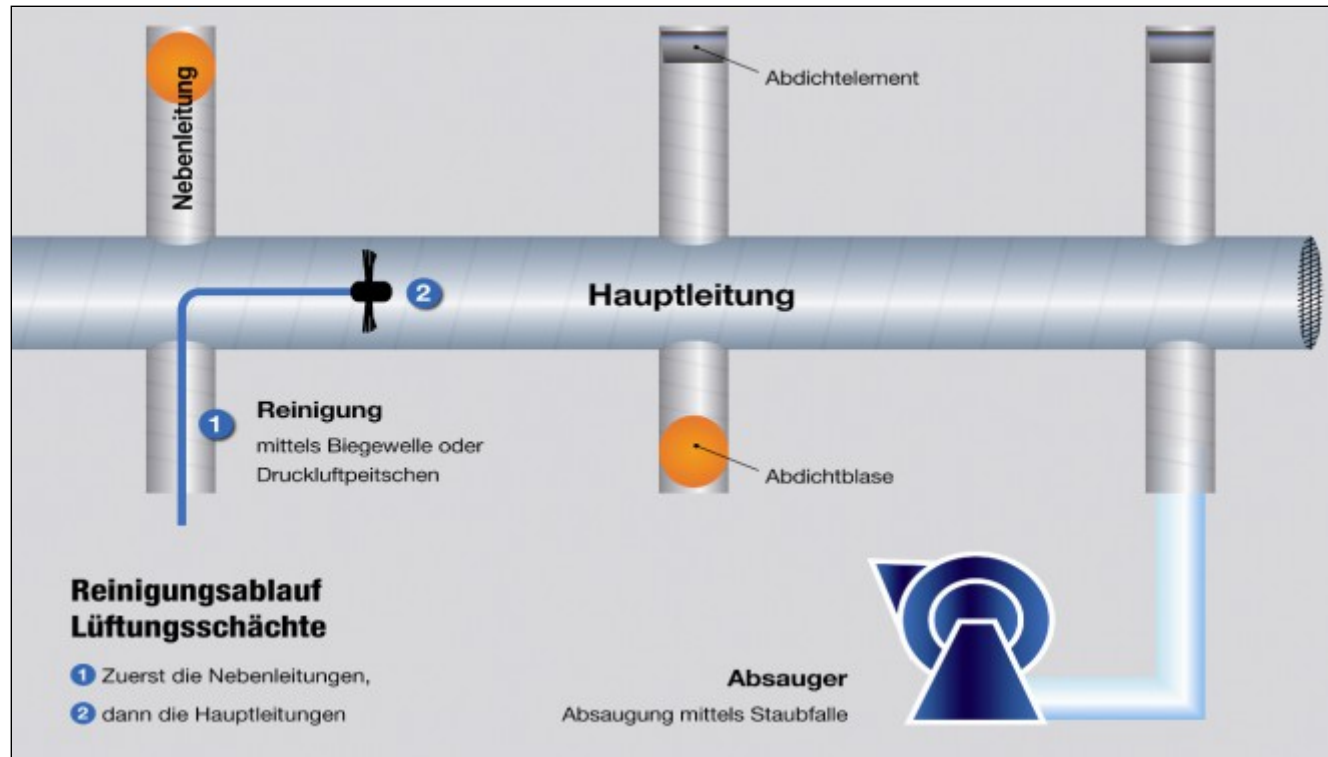 Nebenleitung
Abdichtelement
2
Hauptleitung
1
Reinigung
mittels Biegewelle oder
Druckluftpeitschen
Abdichtblase
Reinigungsablauf
Lüftungsschächte
1 Zuerst die Nebenleitungen,
2 dann die Hauptleitungen
Absauger
Absaugung mittels Staubfalle